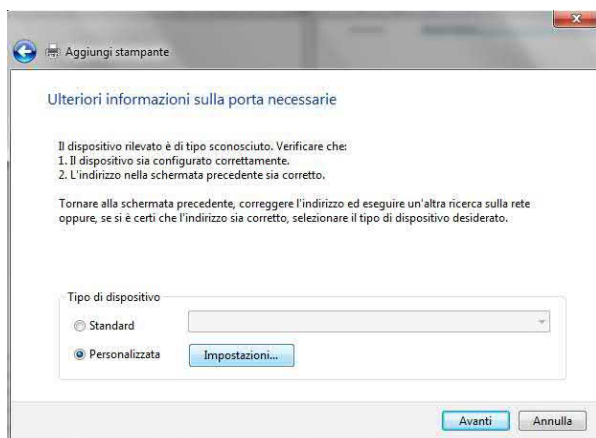 Aggiungi stampante
Ulteriori informazioni sulla porta necessarie
Il dispositivo rilevato è di tipo sconosciuto. Verificare che:
1. Il dispositivo sia configurato correttamente.
2. L'indirizzo nella schermata precedente sia corretto.
Tornare alla schermata precedente, correggere l'indirizzo ed eseguire un'altra ricerca sulla rete
oppure, se si è certi che l'indirizzo sia corretto, selezionare il tipo di dispositivo desiderato.
Tipo di dispositivo
Standard
Personalizzata Impostazioni...
Avanti Annulla